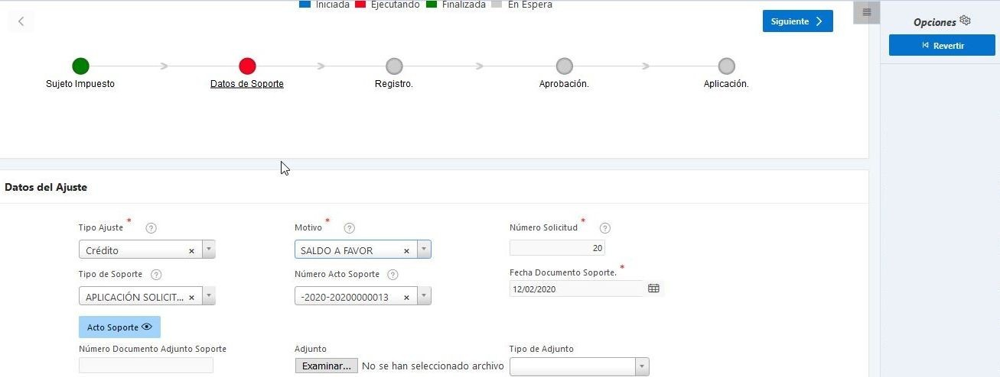 Iniciada Ejecutando Finalizada En Espera
Siguiente
Opciones
Revertir
Sujeto Impuesto Datos de Soporte Registro. Aprobación. Aplicación.
Datos del Ajuste
Tipo Ajuste * ? Motivo * ? Número Solicitud * ?
Crédito × SALDO A FAVOR × 20
Tipo de Soporte ? Número Acto Soporte ? Fecha Documento Soporte. *
APLICACIÓN SOLICIT... × -2020-20200000013 × 12/02/2020
Acto Soporte
Número Documento Adjunto Soporte Adjunto Tipo de Adjunto
Examinar... No se han seleccionado archivo